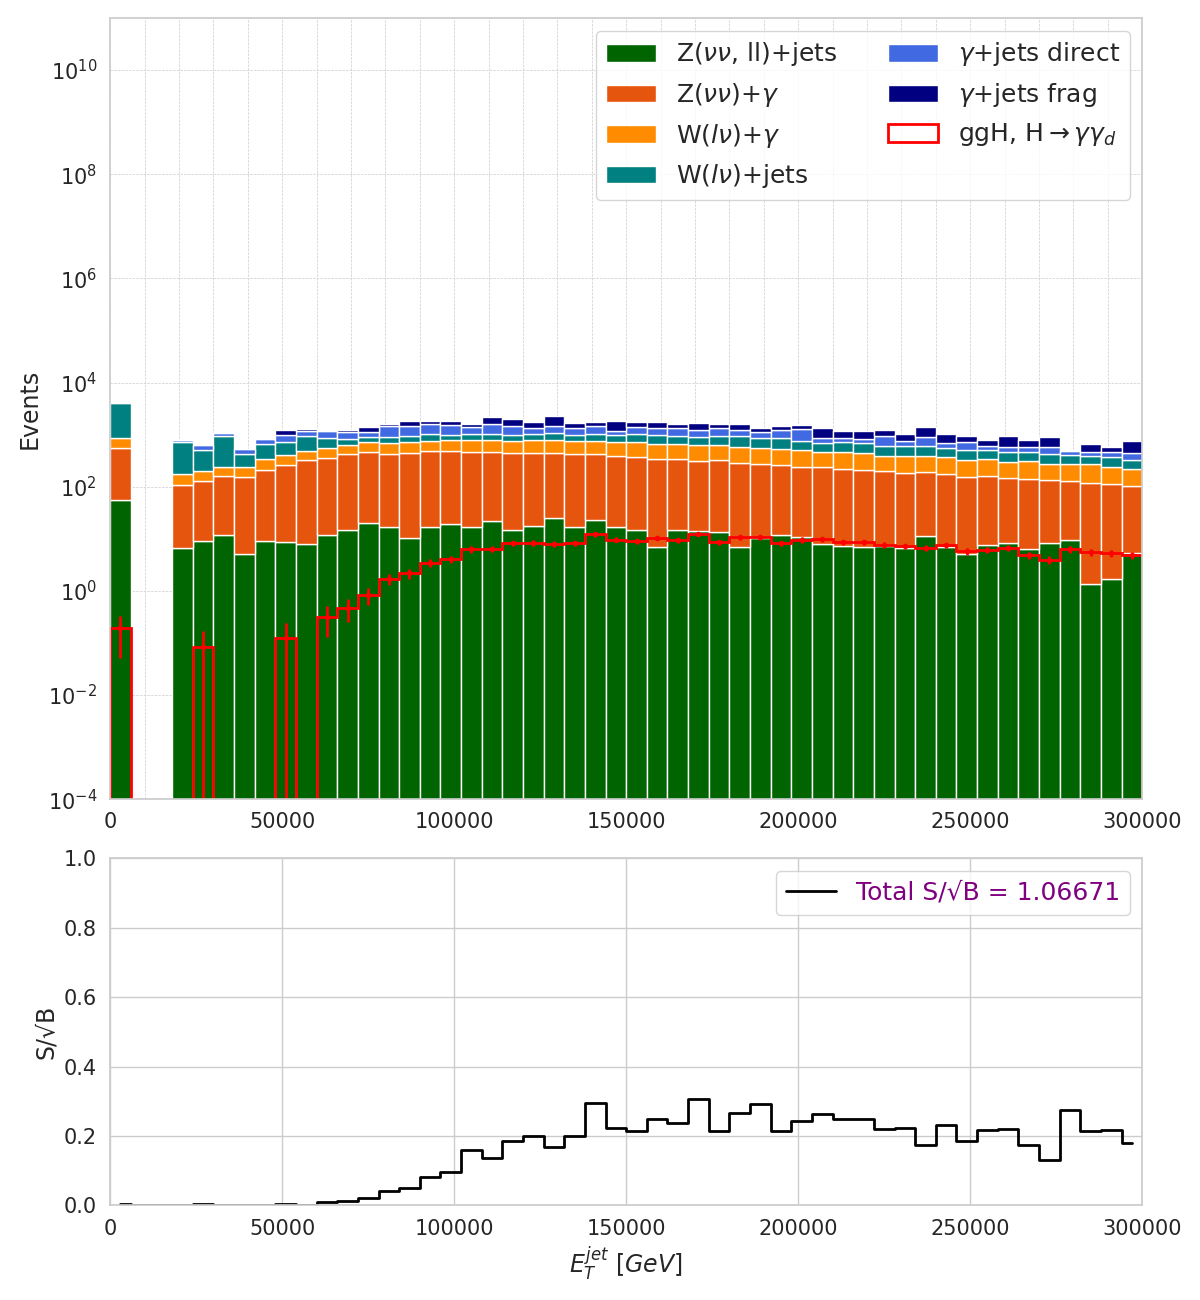 Z(νν, ll)+jets
Z(νν)+γ
W(lν)+γ
W(lν)+jets
γ+jets direct
γ+jets frag
ggH, H→γγ_d
Events
10^10
10^8
10^6
10^4
10^2
10^0
10^−2
10^−4
0 50000 100000 150000 200000 250000 300000
Total S/√B = 1.06671
S/√B
1.0
0.8
0.6
0.4
0.2
0.0
0 50000 100000 150000 200000 250000 300000
E_T^jet [GeV]